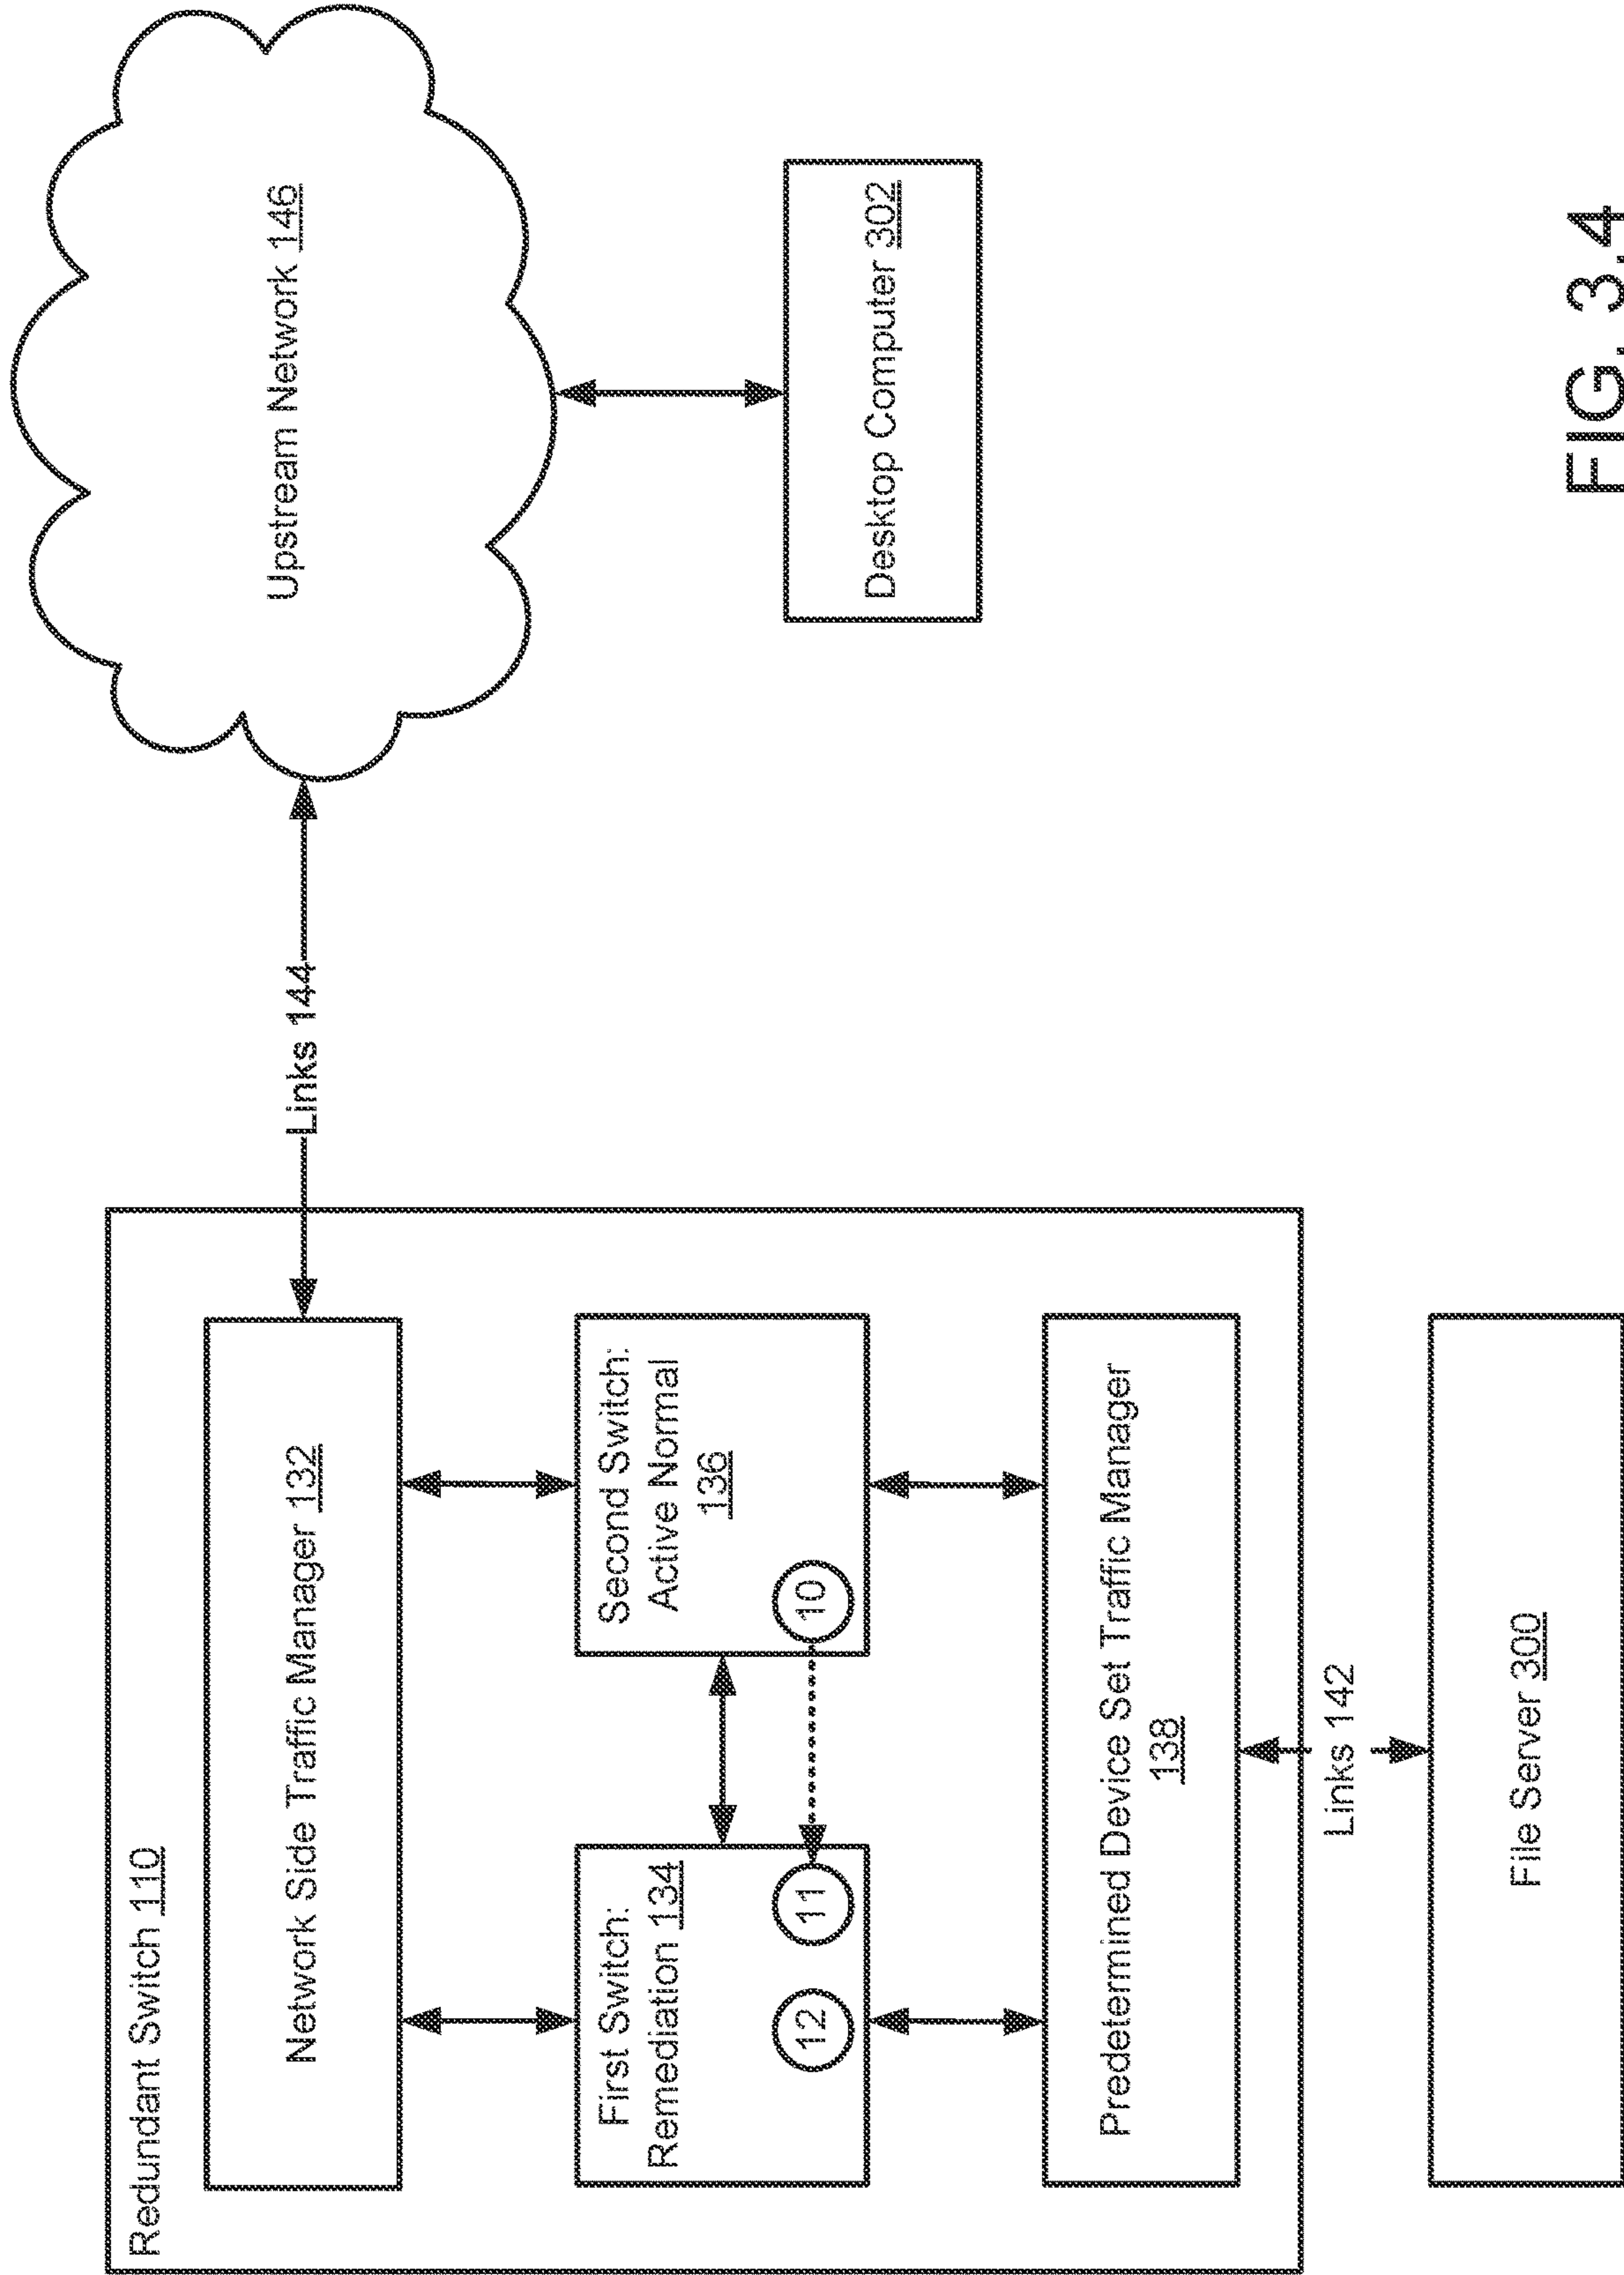 Redundant Switch 110
Network Side Traffic Manager 132
Links 144
Upstream Network 146
First Switch:
Remediation 134
12
11
Second Switch:
Active Normal
136
10
Desktop Computer 302
Predetermined Device Set Traffic Manager
138
Links 142
File Server 300
FIG. 3.4